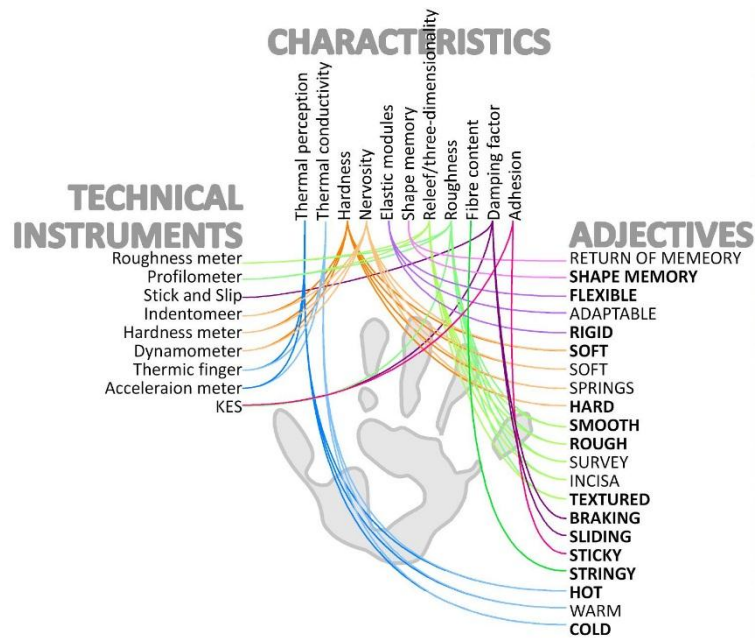 CHARACTERISTICS
Thermal perception
Thermal conductivity
Hardness
Nervosity
Elastic modules
Shape memory
Releef/three-dimensionality
Roughness
Fibre content
Damping factor
Adhesion
TECHNICAL
INSTRUMENTS
Roughness meter
Profilometer
Stick and Slip
Indentomeer
Hardness meter
Dynamometer
Thermic finger
Acceleraion meter
KES
ADJECTIVES
RETURN OF MEMEORY
SHAPE MEMORY
FLEXIBLE
ADAPTABLE
RIGID
SOFT
SOFT
SPRINGS
HARD
SMOOTH
ROUGH
SURVEY
INCISA
TEXTURED
BRAKING
SLIDING
STICKY
STRINGY
HOT
WARM
COLD